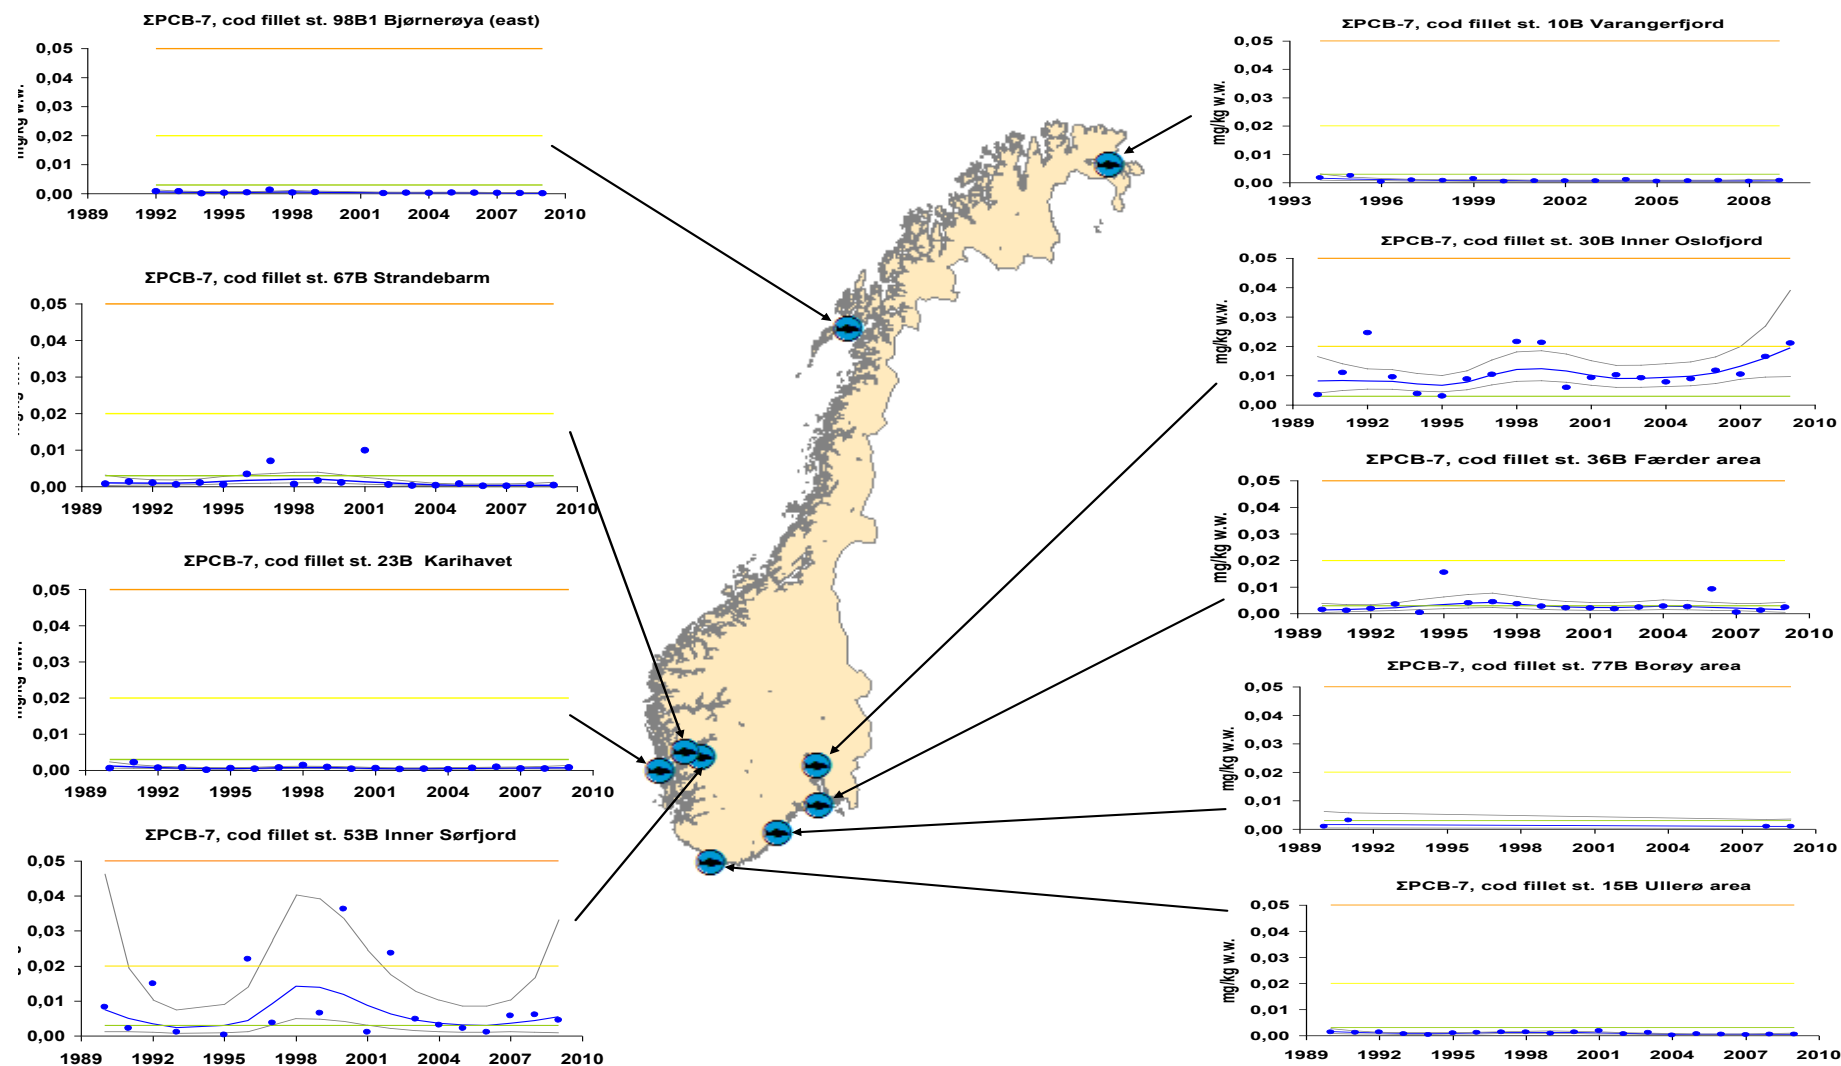 ΣPCB-7, cod fillet st. 98B1 Bjørnerøya (east)
0,05
0,04
0,03
0,02
0,01
0,00
1989 1992 1995 1998 2001 2004 2007 2010
mg/kg w.w.
ΣPCB-7, cod fillet st. 67B Strandebarm
0,05
0,04
0,03
0,02
0,01
0,00
1989 1992 1995 1998 2001 2004 2007 2010
ΣPCB-7, cod fillet st. 23B Karihavet
0,05
0,04
0,03
0,02
0,01
0,00
1989 1992 1995 1998 2001 2004 2007 2010
mg/kg w.w.
ΣPCB-7, cod fillet st. 53B Inner Sørfjord
0,05
0,04
0,03
0,02
0,01
0,00
1989 1992 1995 1998 2001 2004 2007 2010
ΣPCB-7, cod fillet st. 10B Varangerfjord
0,05
0,04
0,03
0,02
0,01
0,00
1993 1996 1999 2002 2005 2008
mg/kg w.w.
ΣPCB-7, cod fillet st. 30B Inner Oslofjord
0,05
0,04
0,03
0,02
0,01
0,00
1989 1992 1995 1998 2001 2004 2007 2010
mg/kg w.w.
ΣPCB-7, cod fillet st. 36B Færder area
0,05
0,04
0,03
0,02
0,01
0,00
1989 1992 1995 1998 2001 2004 2007 2010
mg/kg w.w.
ΣPCB-7, cod fillet st. 77B Borøy area
0,05
0,04
0,03
0,02
0,01
0,00
1989 1992 1995 1998 2001 2004 2007 2010
mg/kg w.w.
ΣPCB-7, cod fillet st. 15B Ullerø area
0,05
0,04
0,03
0,02
0,01
0,00
1989 1992 1995 1998 2001 2004 2007 2010
mg/kg w.w.